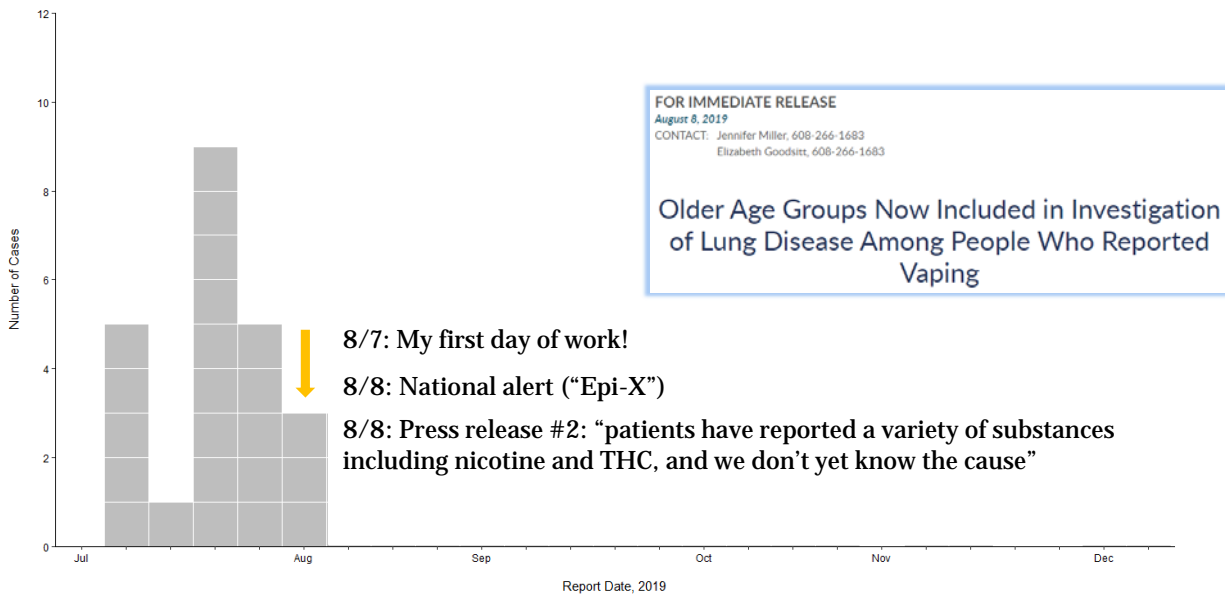 12
10
8
6
4
2
0
Number of Cases
FOR IMMEDIATE RELEASE
August 8, 2019
CONTACT: Jennifer Miller, 608-266-1683
Elizabeth Goodsitt, 608-266-1683
Older Age Groups Now Included in Investigation
of Lung Disease Among People Who Reported
Vaping
8/7: My first day of work!
8/8: National alert (“Epi-X”)
8/8: Press release #2: “patients have reported a variety of substances
including nicotine and THC, and we don’t yet know the cause”
Jul Aug Sep Oct Nov Dec
Report Date, 2019